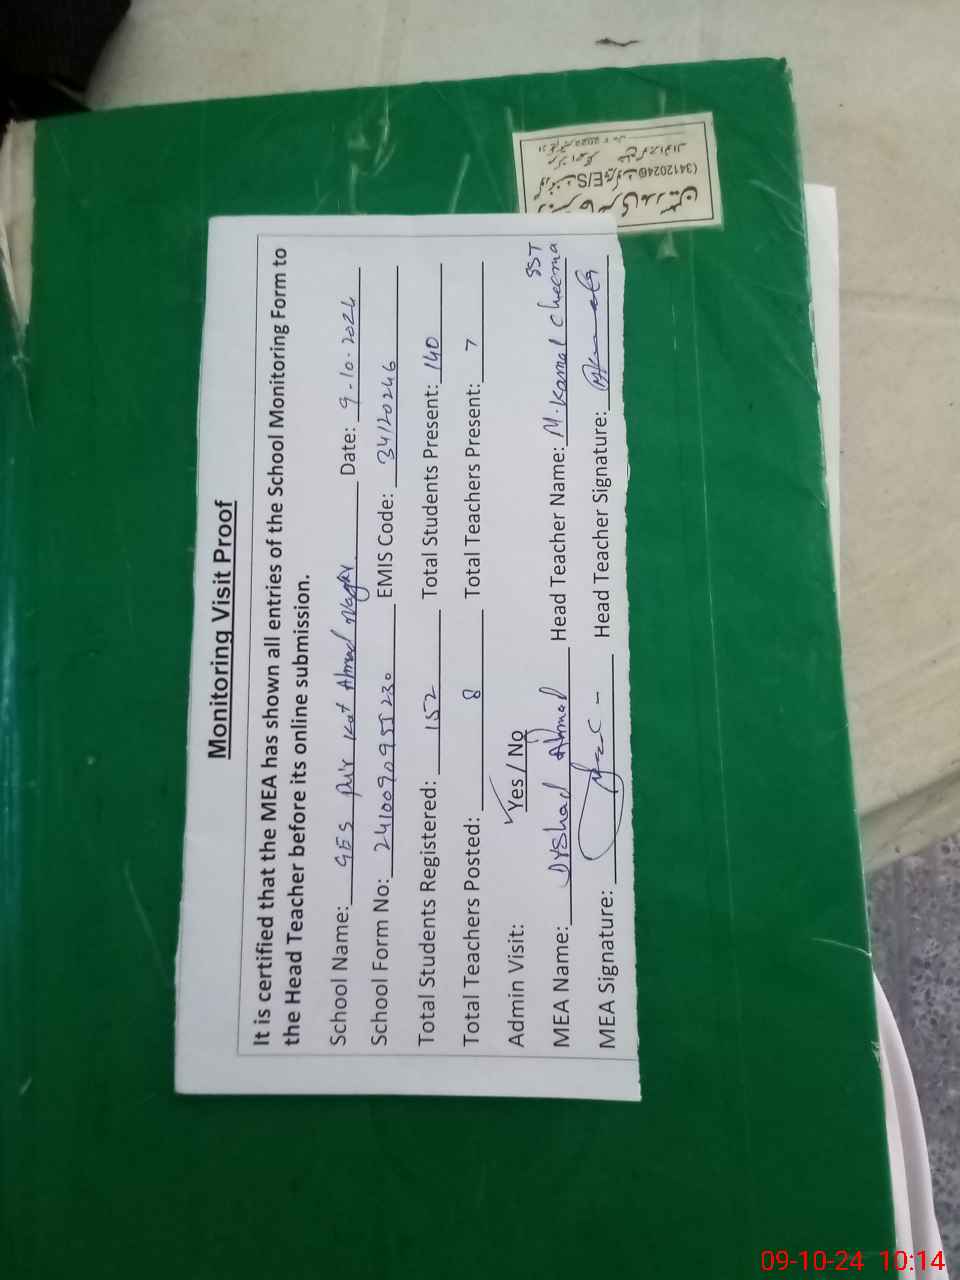 Monitoring Visit Proof
It is certified that the MEA has shown all entries of the School Monitoring Form to
the Head Teacher before its online submission.
School Name: GES Pir Kot Ahmad Nagar Date: 9-10-2024
School Form No: 241009095523० EMIS Code: 34120246
Total Students Registered: 152 Total Students Present: 140
Total Teachers Posted: 8 Total Teachers Present: 7
Admin Visit: ✓Yes / No
MEA Name: Ahmad Head Teacher Name: M. Kamal Cheema SST
MEA Signature: Head Teacher Signature:
(34120246
09-10-24 10:14